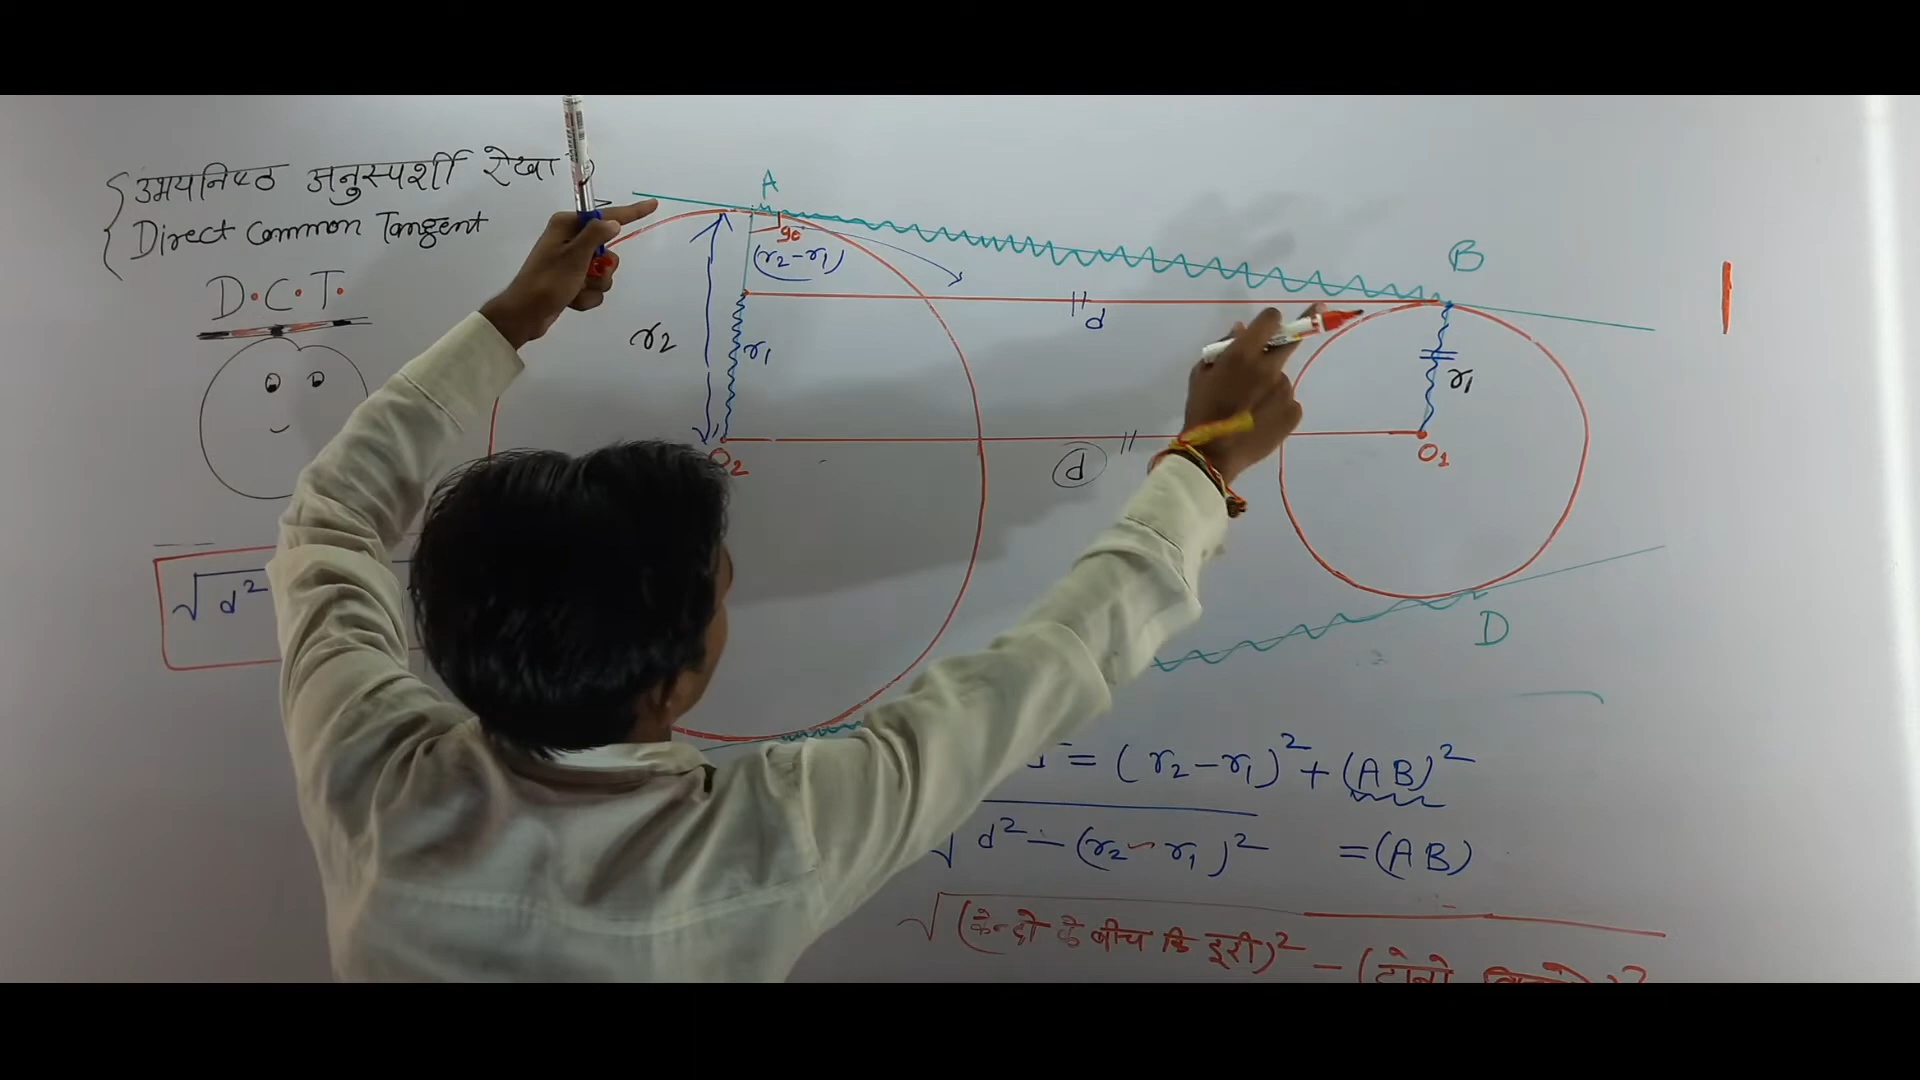 उभयनिष्ठ अनुस्पर्शी रेखा
Direct Common Tangent
D.C.T.
A
B
90
(r2-r1)
d
r2
r1
r1
O2
d
O1
√d²
D
= (r2-r1)² + (AB)²
√d² - (r2-r1)² = (AB)
√(केन्द्रो के बीच कि दूरी)² - (दोनो